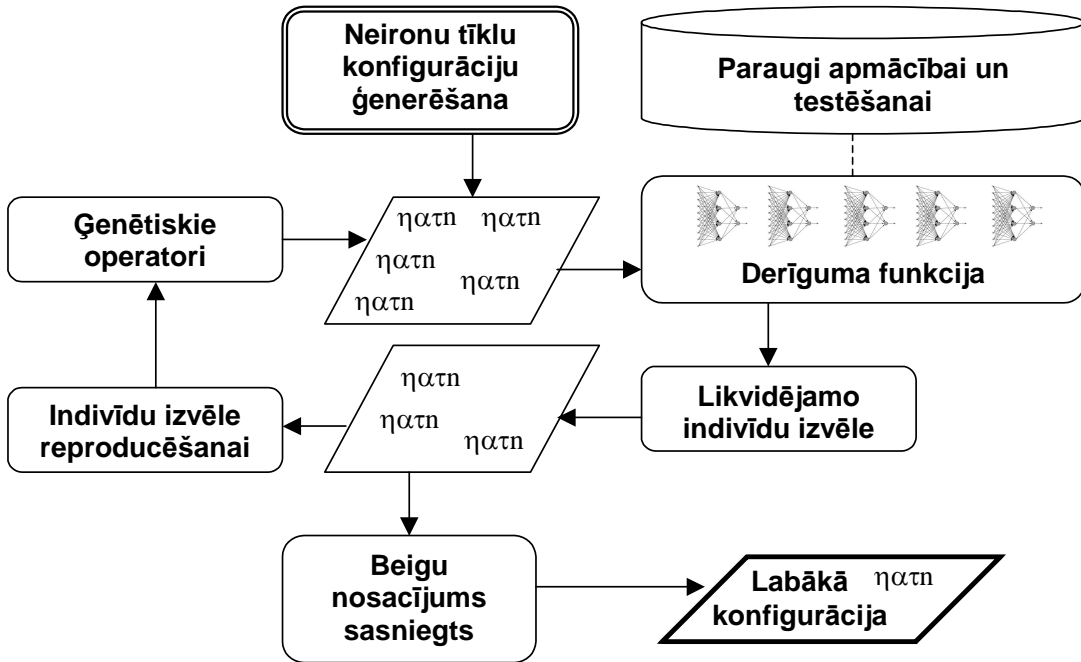 Neironu tīklu
konfigurāciju
ģenerēšana
Paraugi apmācībai un
testēšanai
Ģenētiskie
operatori
ηατn ηατn
ηατn
ηατn
ηατn
Derīguma funkcija
Indivīdu izvēle
reproducēšanai
ηατn
ηατn
ηατn
Likvidējamo
indivīdu izvēle
Beigu
nosacījums
sasniegts
Labākā ηατn
konfigurācija